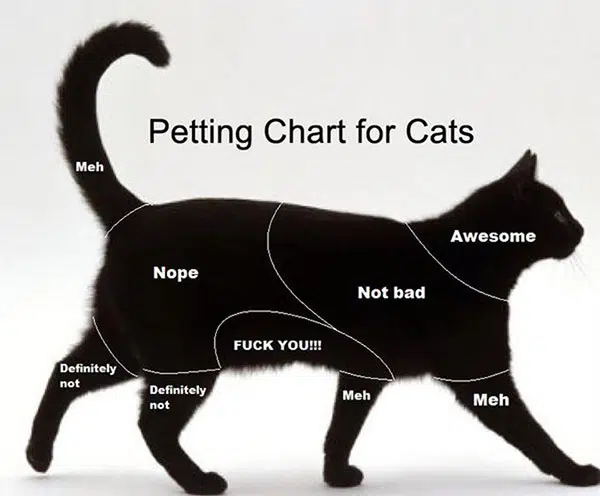 Petting Chart for Cats
Meh
Awesome
Nope
Not bad
FUCK YOU!!!
Definitely
not
Definitely
not
Meh
Meh